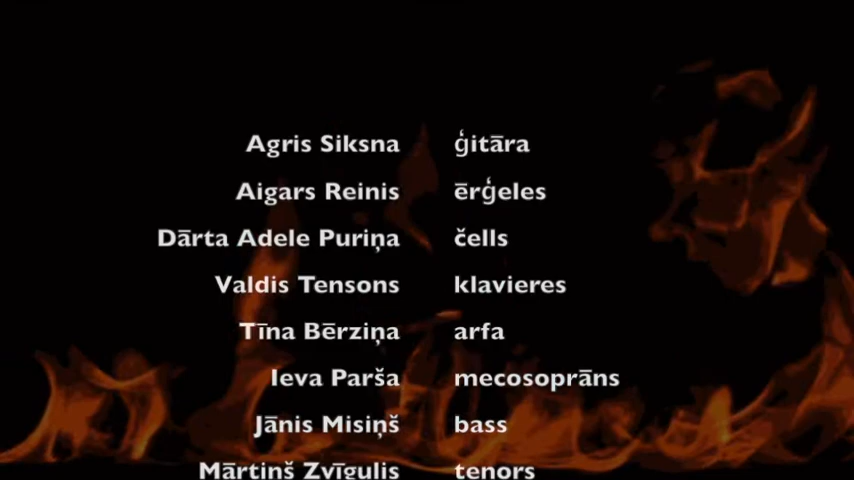 Agris Siksna ģitāra
Aigars Reinis ērģeles
Dārta Adele Puriņa čells
Valdis Tensons klavieres
Tīna Bērziņa arfa
Ieva Parša mecosoprāns
Jānis Misiņš bass
Mārtiņš Zvīgulis tenors